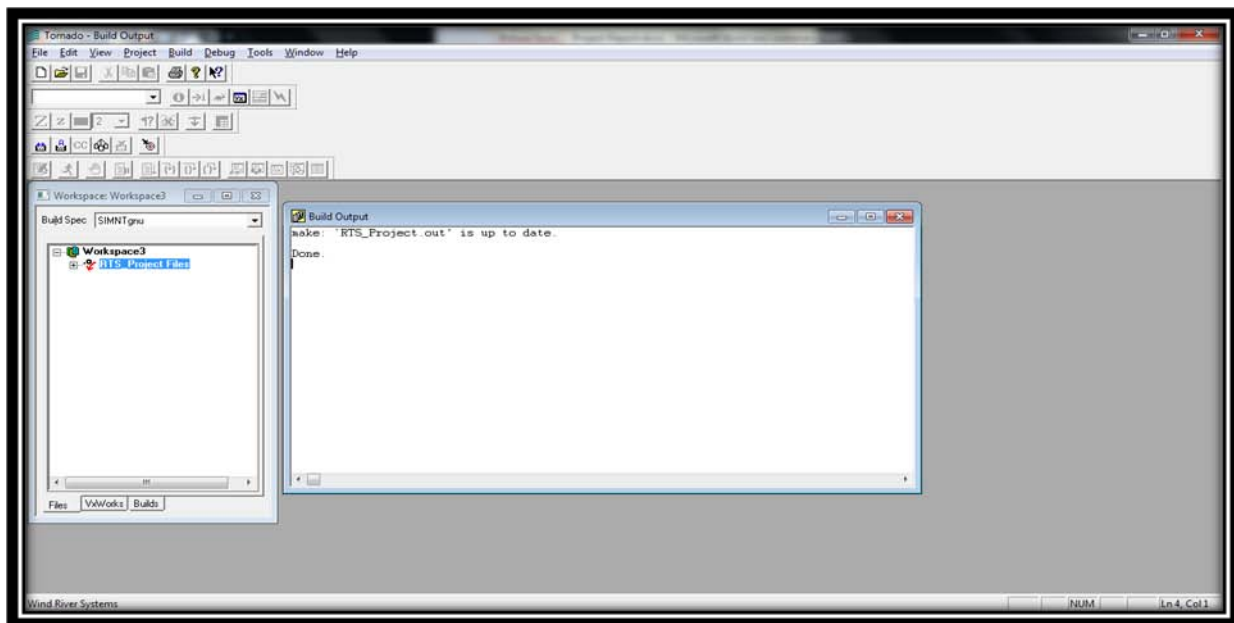 Tornado - Build Output
File Edit View Project Build Debug Tools Window Help
CC
Z z 2
Workspace: Workspace3
Build Spec SIMNTgnu
Workspace3
RTS_Project Files
Files VxWorks Builds
Build Output
make: 'RTS_Project.out' is up to date.
Done.
Wind River Systems
NUM
Ln 4, Col 1